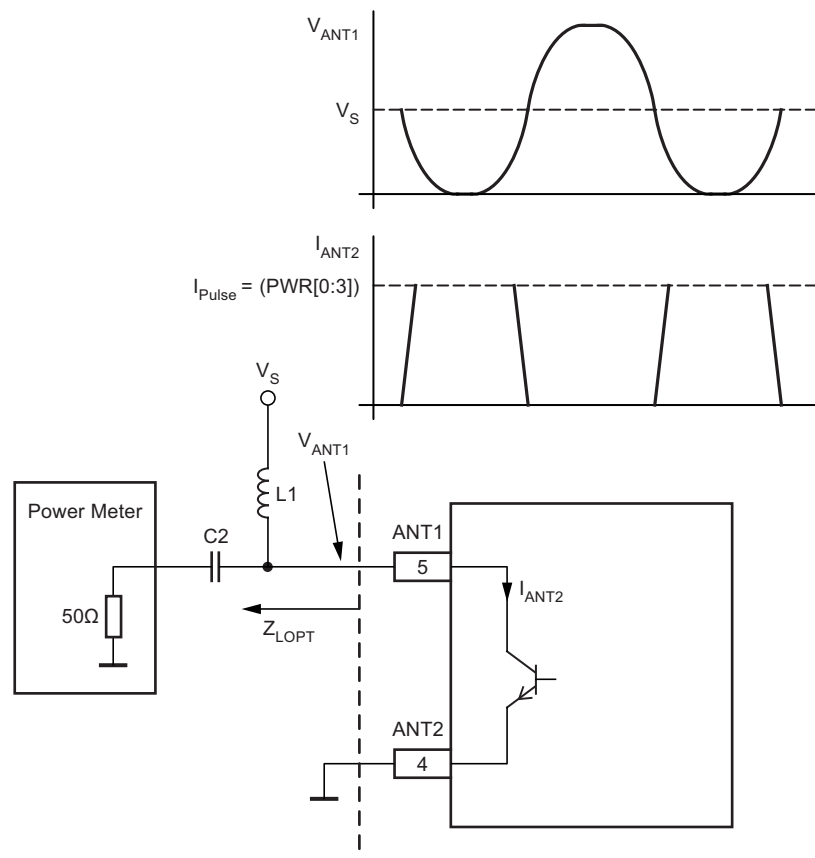 V_ANT1
V_S
I_ANT2
I_Pulse = (PWR[0:3])
V_S
V_ANT1
L1
Power Meter
C2
ANT1
5
50Ω
I_ANT2
Z_LOPT
ANT2
4